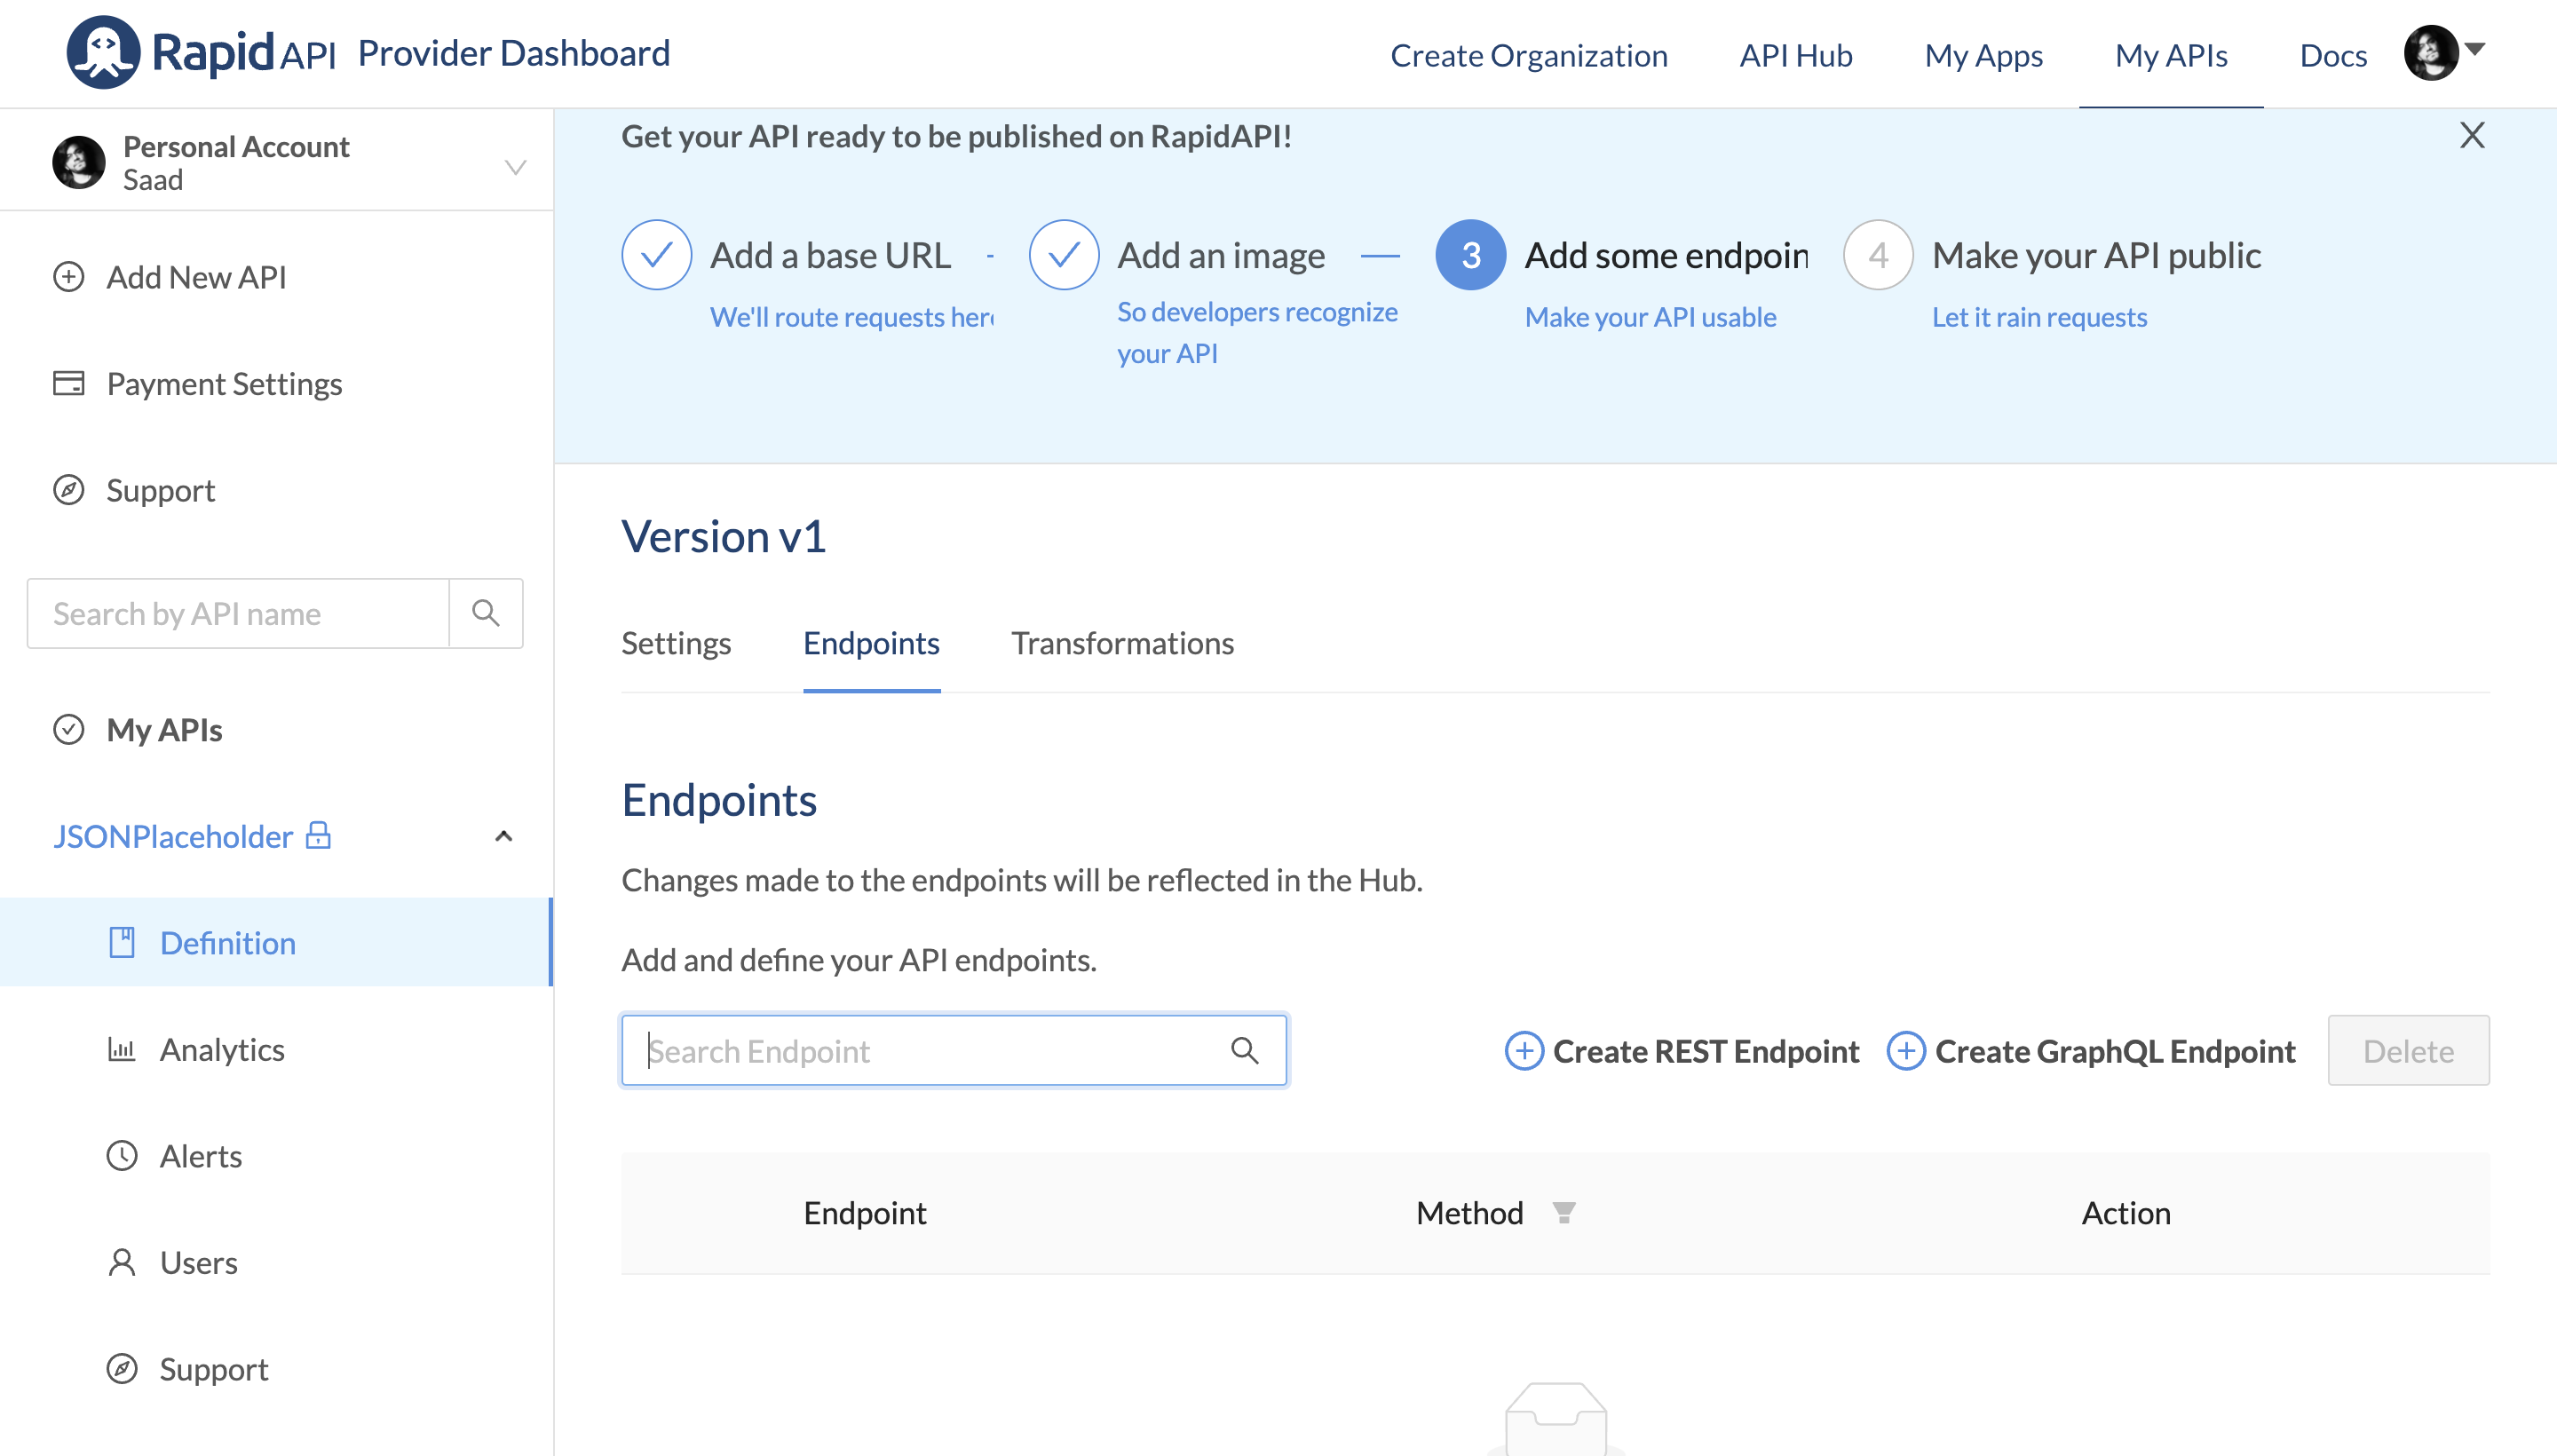 Rapid API Provider Dashboard
Create Organization
API Hub
My Apps
My APIs
Docs
Personal Account
Saad
Add New API
Payment Settings
Support
Search by API name
My APIs
JSONPlaceholder
Definition
Analytics
Alerts
Users
Support
Get your API ready to be published on RapidAPI!
Add a base URL
We'll route requests here
Add an image
So developers recognize
your API
3
Add some endpoin
Make your API usable
4
Make your API public
Let it rain requests
Version v1
Settings
Endpoints
Transformations
Endpoints
Changes made to the endpoints will be reflected in the Hub.
Add and define your API endpoints.
Search Endpoint
Create REST Endpoint
Create GraphQL Endpoint
Delete
Endpoint
Method
Action